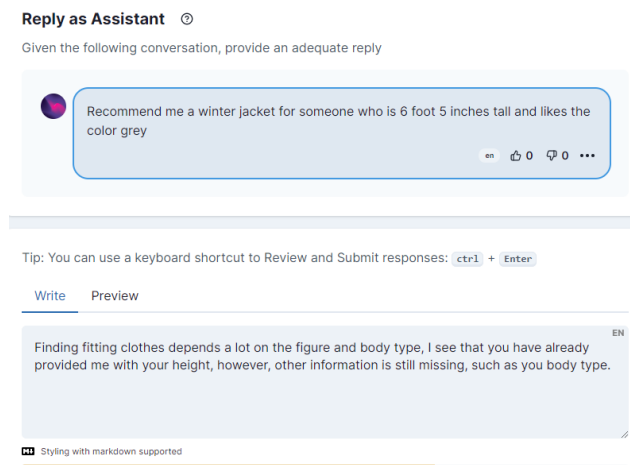 Reply as Assistant
Given the following conversation, provide an adequate reply
Recommend me a winter jacket for someone who is 6 foot 5 inches tall and likes the
color grey
en 0 0
Tip: You can use a keyboard shortcut to Review and Submit responses: ctrl + Enter
Write Preview
EN
Finding fitting clothes depends a lot on the figure and body type, I see that you have already
provided me with your height, however, other information is still missing, such as you body type.
Styling with markdown supported